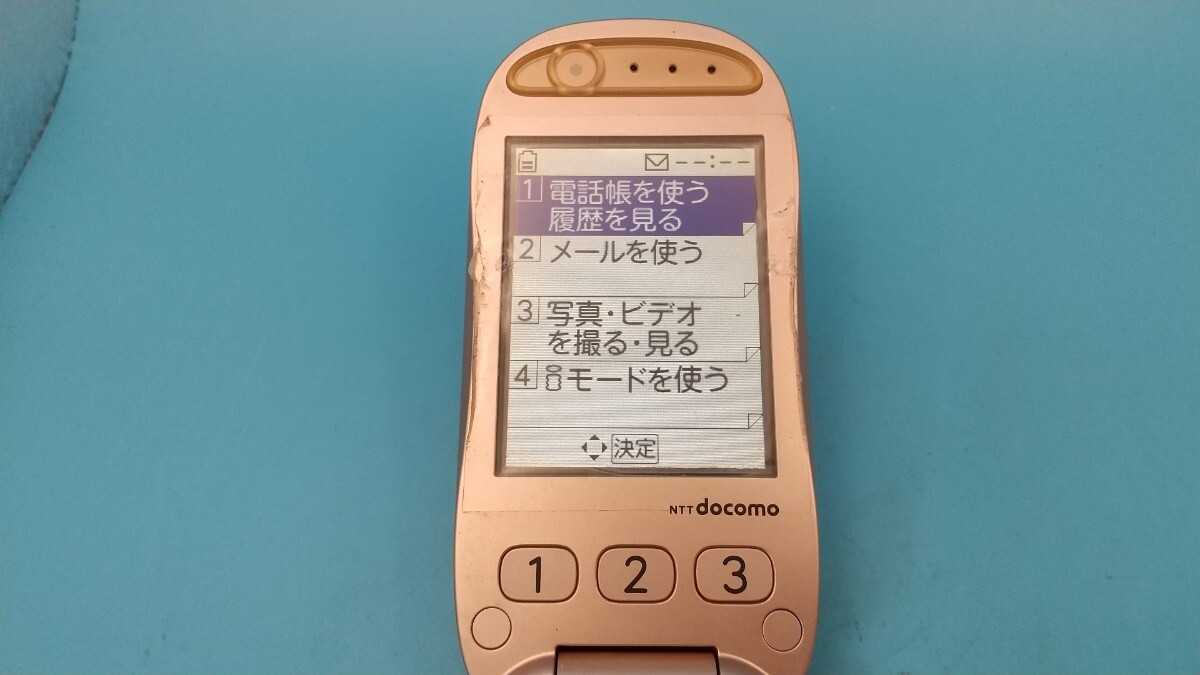 --:--
1 電話帳を使う
履歴を見る
2 メールを使う
3 写真・ビデオ
を撮る・見る
4 iモードを使う
決定
NTT docomo
1 2 3